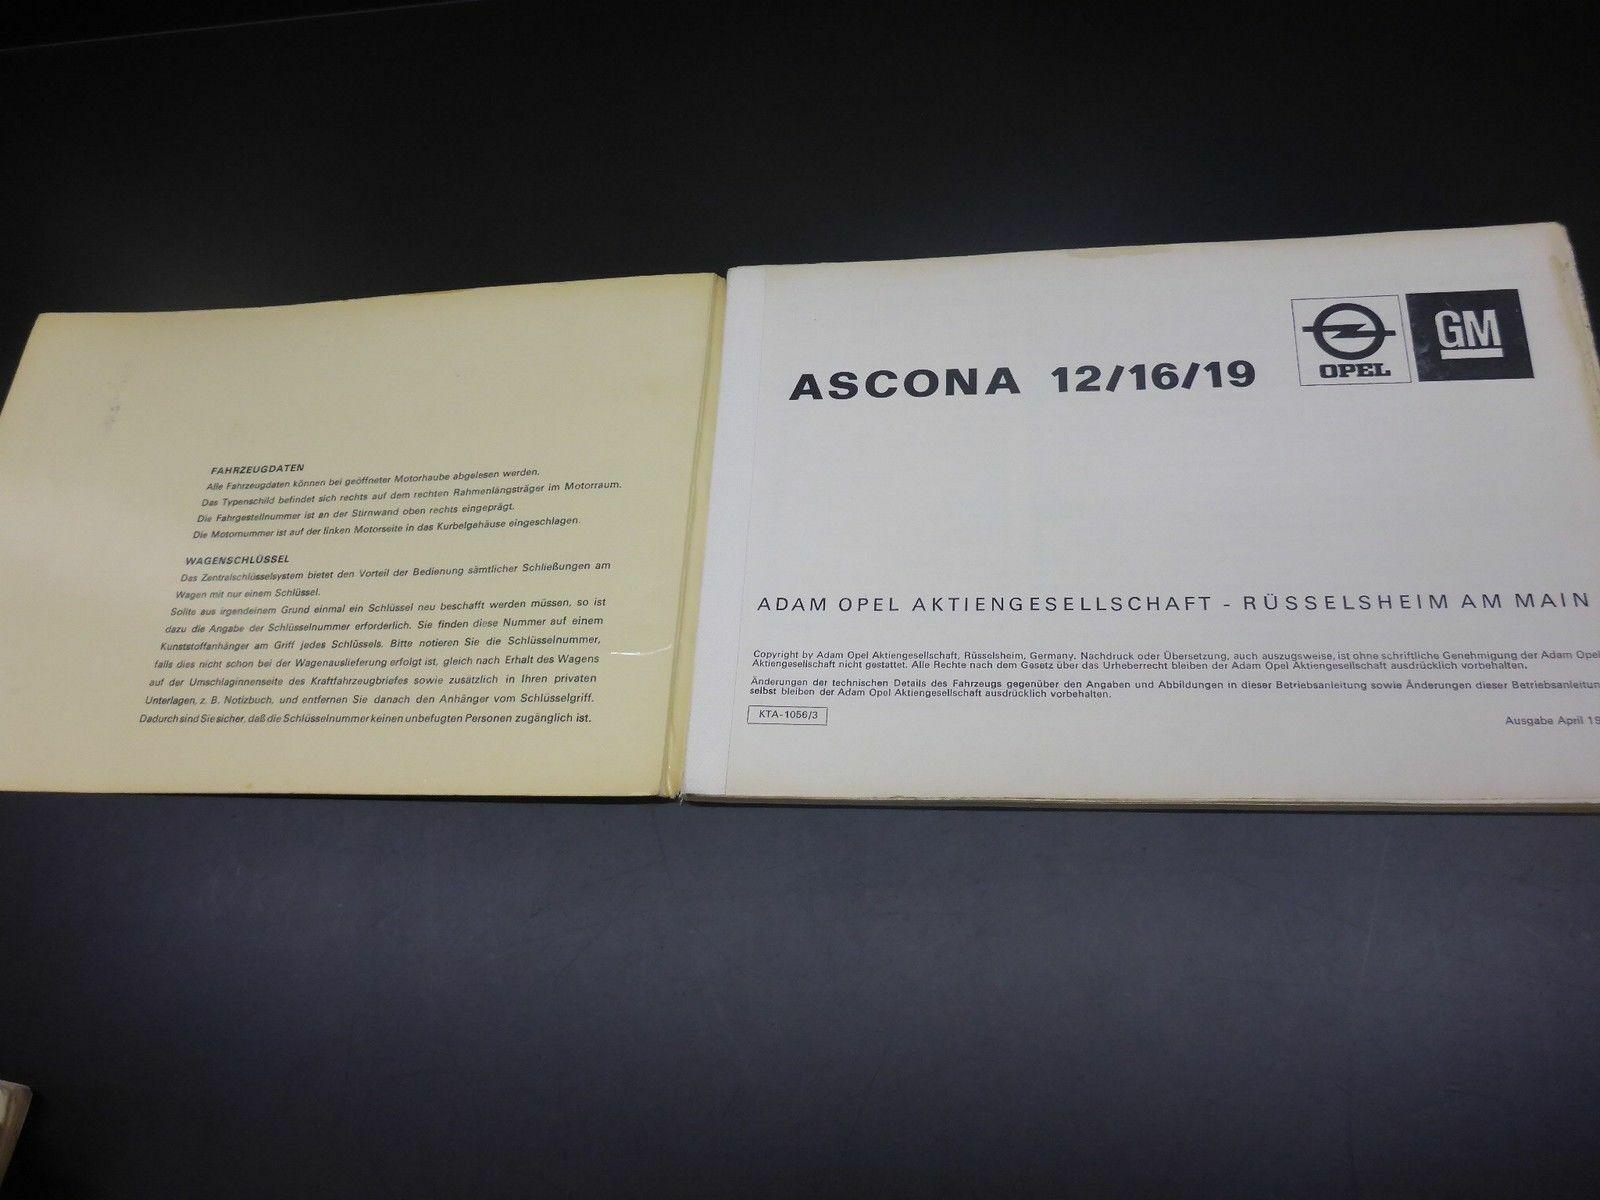 FAHRZEUGDATEN
Alle Fahrzeugdaten können bei geöffneter Motorhaube abgelesen werden.
Das Typenschild befindet sich rechts auf dem rechten Rahmenlängsträger im Motorraum.
Die Fahrgestellnummer ist an der Stirnwand oben rechts eingeprägt.
Die Motornummer ist auf der linken Motorseite in das Kurbelgehäuse eingeschlagen.
WAGENSCHLÜSSEL
Das Zentralschlüsselsystem bietet den Vorteil der Bedienung sämtlicher Schließungen am
Wagen mit nur einem Schlüssel.
Sollte aus irgendeinem Grund einmal ein Schlüssel neu beschafft werden müssen, so ist
dazu die Angabe der Schlüsselnummer erforderlich. Sie finden diese Nummer auf einem
Kunststoffanhänger am Griff jedes Schlüssels. Bitte notieren Sie die Schlüsselnummer,
falls dies nicht schon bei der Wagenauslieferung erfolgt ist, gleich nach Erhalt des Wagens
auf der Umschlaginnenseite des Kraftfahrzeugbriefes sowie zusätzlich in Ihren privaten
Unterlagen, z. B. Notizbuch, und entfernen Sie danach den Anhänger vom Schlüsselgriff.
Dadurch sind Sie sicher, daß die Schlüsselnummer keinen unbefugten Personen zugänglich ist.
OPEL
GM
ASCONA 12/16/19
ADAM OPEL AKTIENGESELLSCHAFT - RÜSSELSHEIM AM MAIN
Copyright by Adam Opel Aktiengesellschaft, Rüsselsheim, Germany. Nachdruck oder Übersetzung, auch auszugsweise, ist ohne schriftliche Genehmigung der Adam Opel
Aktiengesellschaft nicht gestattet. Alle Rechte nach dem Gesetz über das Urheberrecht bleiben der Adam Opel Aktiengesellschaft ausdrücklich vorbehalten.
Änderungen der technischen Details des Fahrzeugs gegenüber den Angaben und Abbildungen in dieser Betriebsanleitung sowie Änderungen dieser Betriebsanleitun
selbst bleiben der Adam Opel Aktiengesellschaft ausdrücklich vorbehalten.
KTA-1056/3
Ausgabe April 19